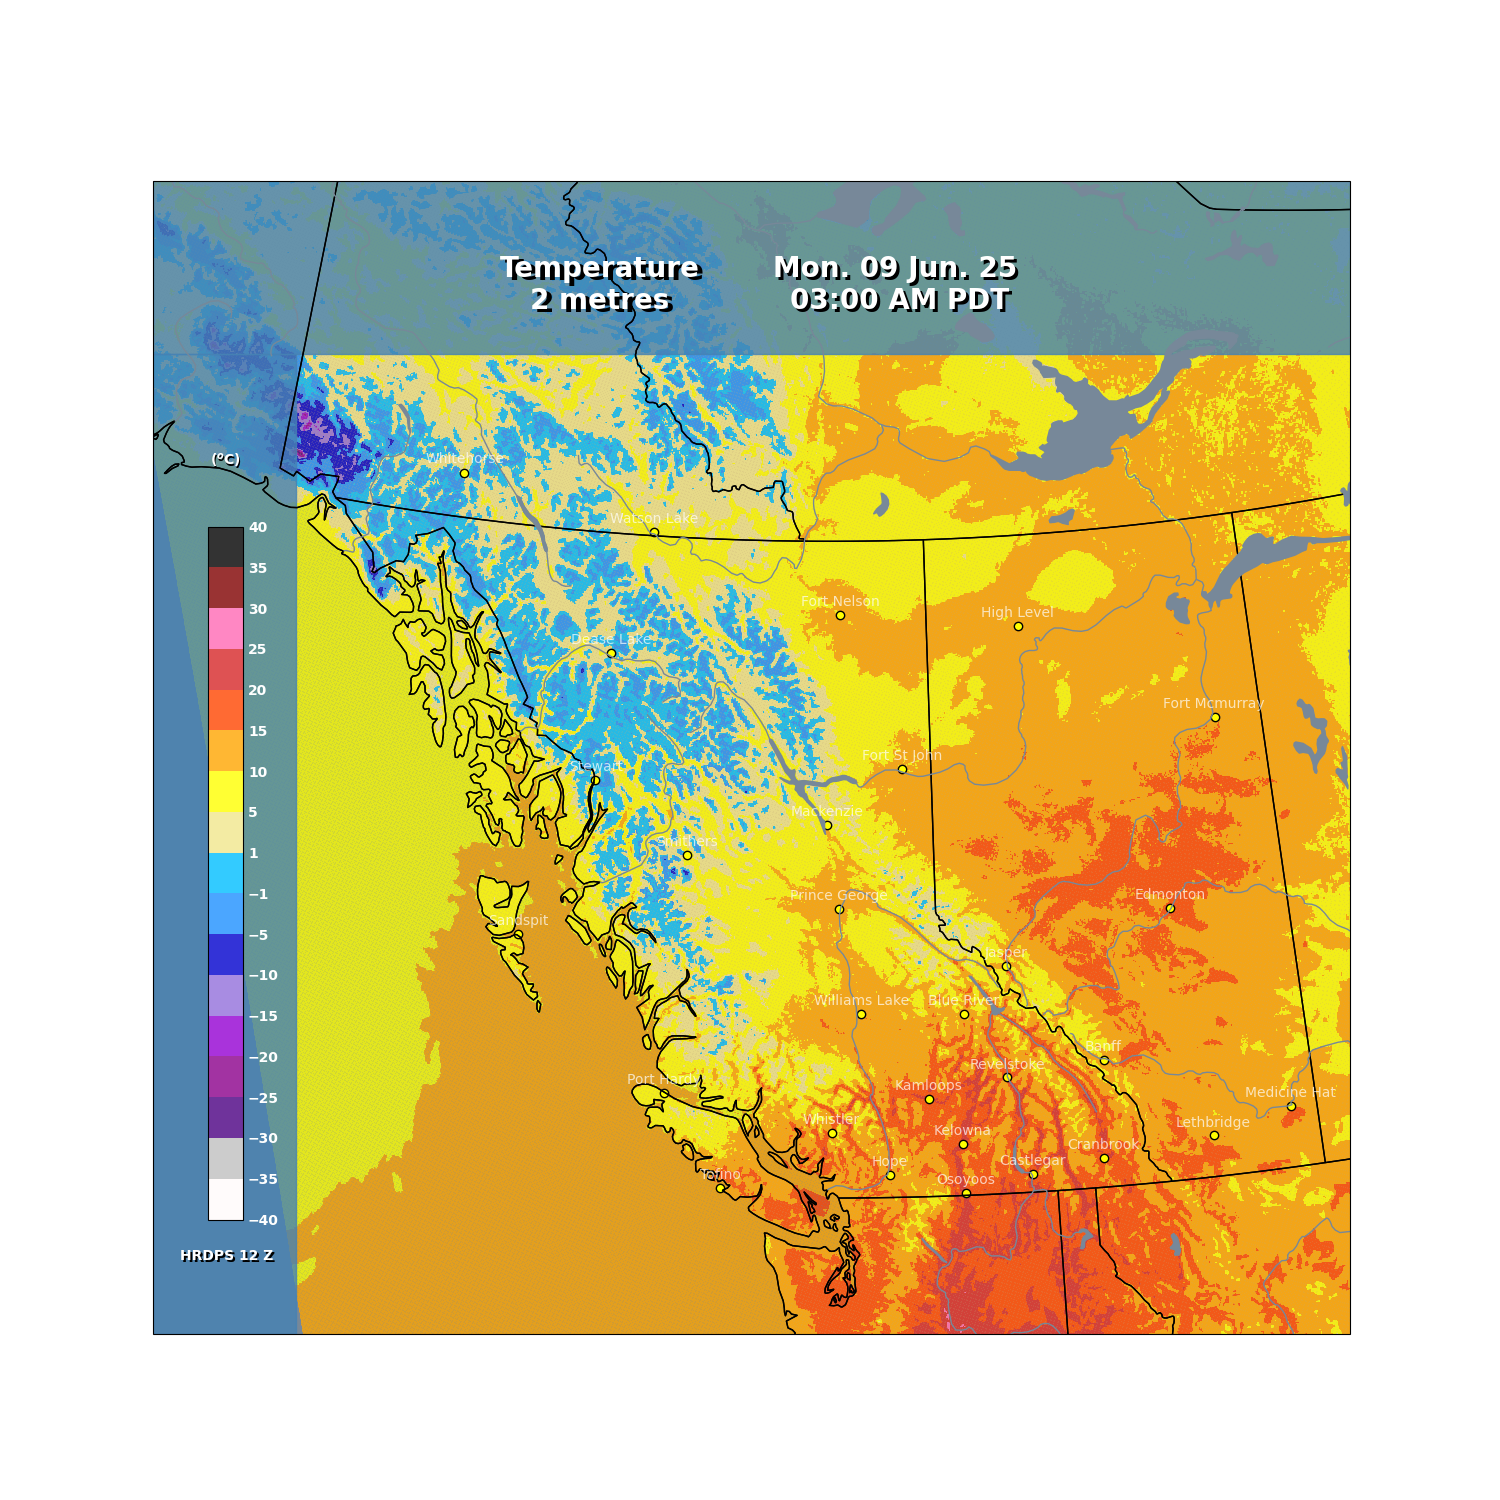 Temperature
2 metres
Mon. 09 Jun. 25
03:00 AM PDT
(°C)
40
35
30
25
20
15
10
5
1
−1
−5
−10
−15
−20
−25
−30
−35
−40
HRDPS 12 Z
Whitehorse
Watson Lake
Fort Nelson
High Level
Dease Lake
Fort Mcmurray
Fort St John
Stewart
Mackenzie
Smithers
Prince George
Edmonton
Sandspit
Jasper
Williams Lake
Blue River
Banff
Revelstoke
Port Hardy
Kamloops
Medicine Hat
Whistler
Lethbridge
Kelowna
Cranbrook
Hope
Castlegar
Tofino
Osoyoos